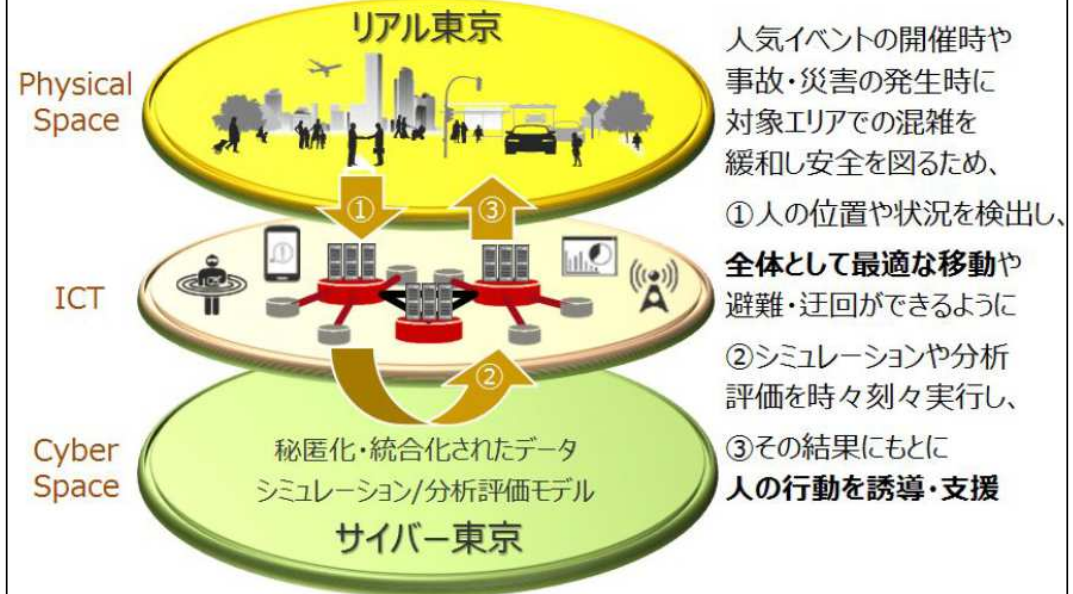 リアル東京
Physical
Space
①
③
ICT
②
Cyber
Space
秘匿化・統合化されたデータ
シミュレーション/分析評価モデル
サイバー東京
人気イベントの開催時や
事故・災害の発生時に
対象エリアでの混雑を
緩和し安全を図るため、
①人の位置や状況を検出し、
全体として最適な移動や
避難・迂回ができるように
②シミュレーションや分析
評価を時々刻々実行し、
③その結果にもとに
人の行動を誘導・支援